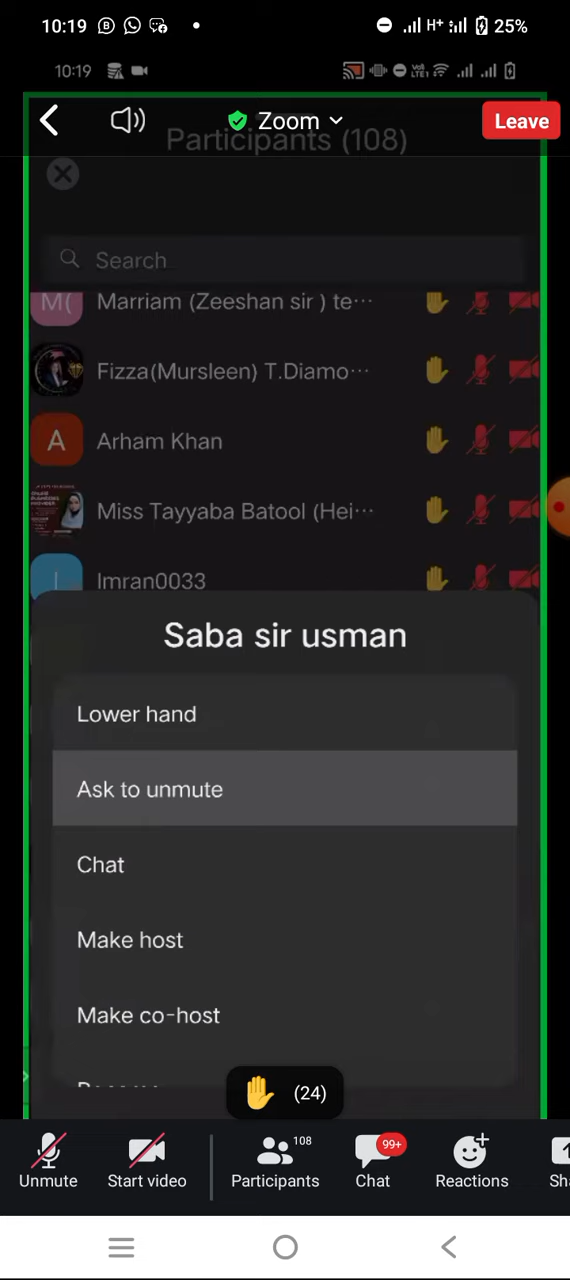 10:19
H+
25%
10:19
Zoom
Leave
Participants (108)
Search
M( Marriam (Zeeshan sir ) te···
Fizza(Mursleen) T.Diamo···
A Arham Khan
Miss Tayyaba Batool (Hei···
I Imran0033
Saba sir usman
Lower hand
Ask to unmute
Chat
Make host
Make co-host
(24)
108
99+
Unmute Start video Participants Chat Reactions Sh